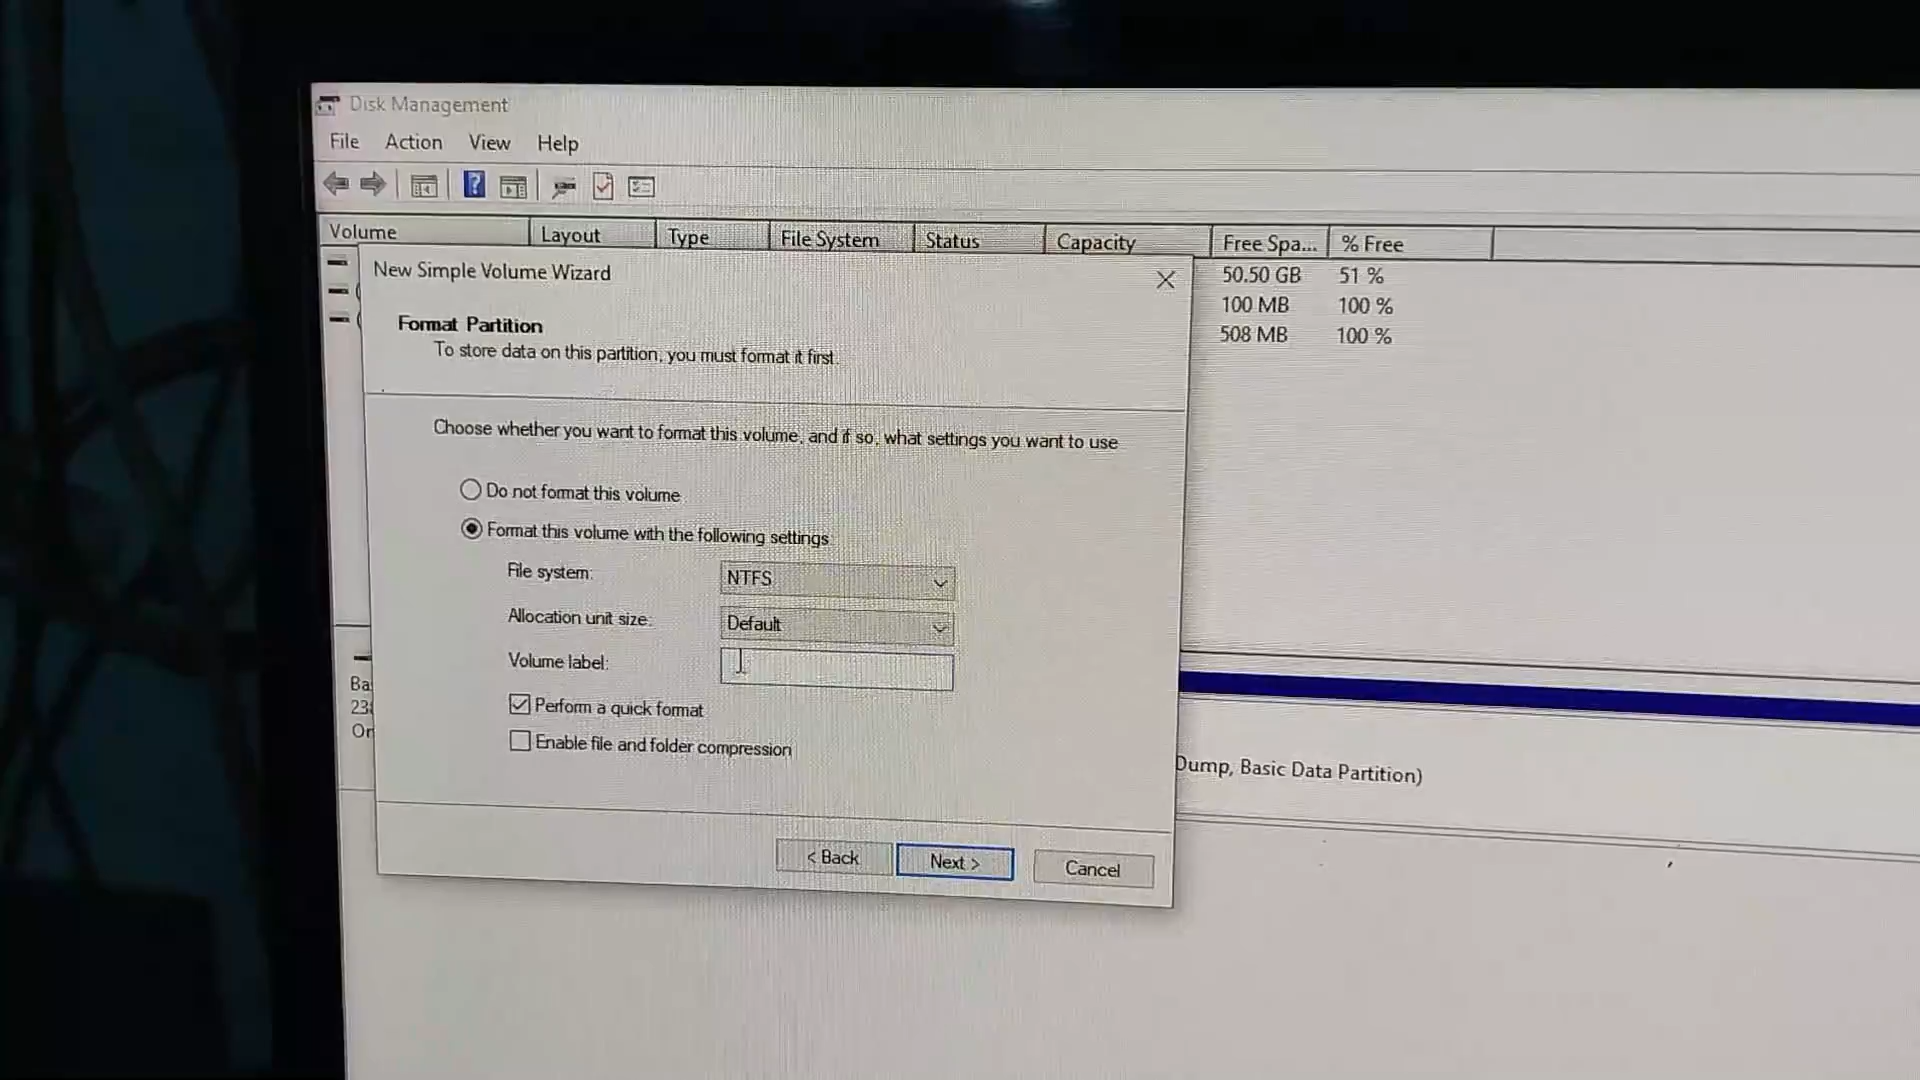 Disk Management
File Action View Help
Volume Layout Type File System Status Capacity Free Spa... % Free
50.50 GB 51 %
100 MB 100 %
508 MB 100 %
New Simple Volume Wizard
Format Partition
To store data on this partition, you must format it first.
Choose whether you want to format this volume, and if so, what settings you want to use
Do not format this volume
Format this volume with the following settings
File system: NTFS
Allocation unit size: Default
Volume label:
Perform a quick format
Enable file and folder compression
< Back Next > Cancel
Ba
23
On
Dump, Basic Data Partition)